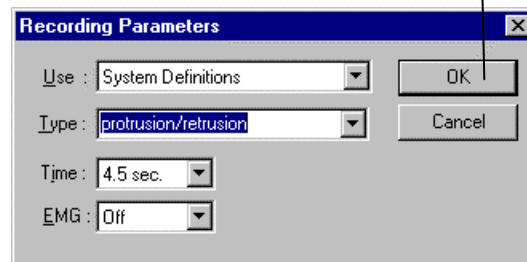 Recording Parameters
Use : System Definitions OK
Type : protrusion/retrusion Cancel
Time : 4.5 sec.
EMG : Off